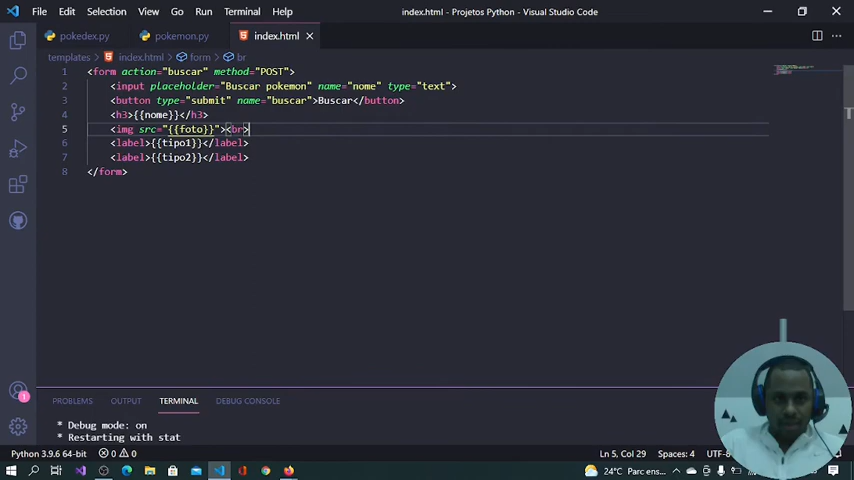 File Edit Selection View Go Run Terminal Help index.html - Projetos Python - Visual Studio Code
pokedex.py pokemon.py index.html
templates > index.html > form > br
1 <form action="buscar" method="POST">
2 <input placeholder="Buscar pokemon" name="nome" type="text">
3 <button type="submit" name="buscar">Buscar</button>
4 <h3>{{nome}}</h3>
5 <img src="{{foto}}"><br>
6 <label>{{tipo1}}</label>
7 <label>{{tipo2}}</label>
8 </form>
PROBLEMS OUTPUT TERMINAL DEBUG CONSOLE
* Debug mode: on
* Restarting with stat
1
Python 3.9.6 64-bit 0 0 Ln 5, Col 29 Spaces: 4 UTF-8
24°C Parc ens...